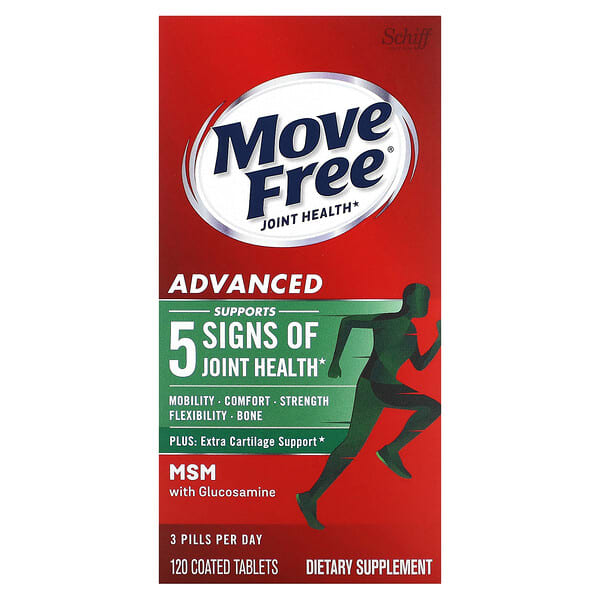 Schiff
Move
Free®
JOINT HEALTH*
ADVANCED
SUPPORTS
5 SIGNS OF
JOINT HEALTH*
MOBILITY · COMFORT · STRENGTH
FLEXIBILITY · BONE
PLUS: Extra Cartilage Support*
MSM
with Glucosamine
3 PILLS PER DAY
120 COATED TABLETS DIETARY SUPPLEMENT